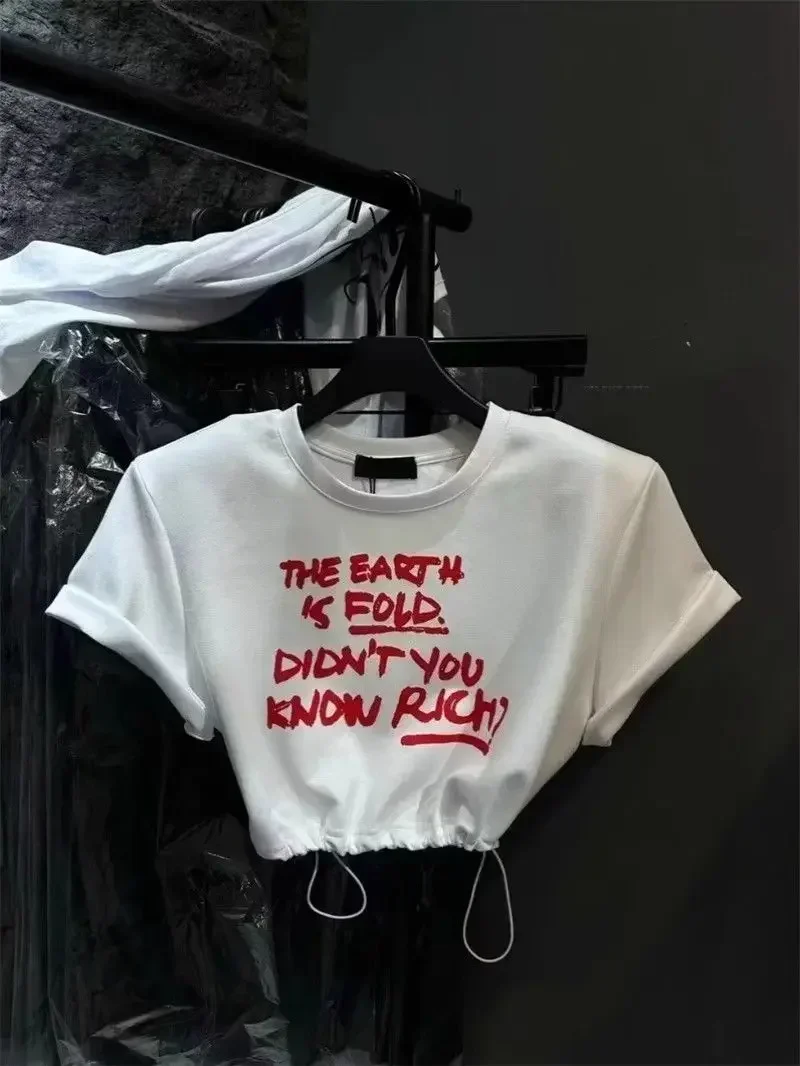 THE EARTH
IS FOLD.
DIDN'T YOU
KNOW RICH?